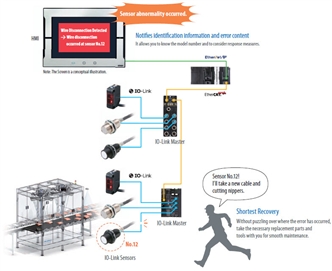 Sensor abnormality occurred.
HMI
Wire Disconnection Detected
Wire disconnection
occurred at sensor No.12
Note: The Screen is a conceptual illustration.
Notifies identification information and error content
It allows you to know the model number and to consider response measures.
EtherNet/IP
EtherCAT
IO-Link
IO-Link Master
IO-Link
IO-Link Master
No.12
IO-Link Sensors
Sensor No.12!
I'll take a new cable and
cutting nippers.
Shortest Recovery
Without puzzling over where the error has occurred,
take the necessary replacement parts and
tools with you for smooth maintenance.